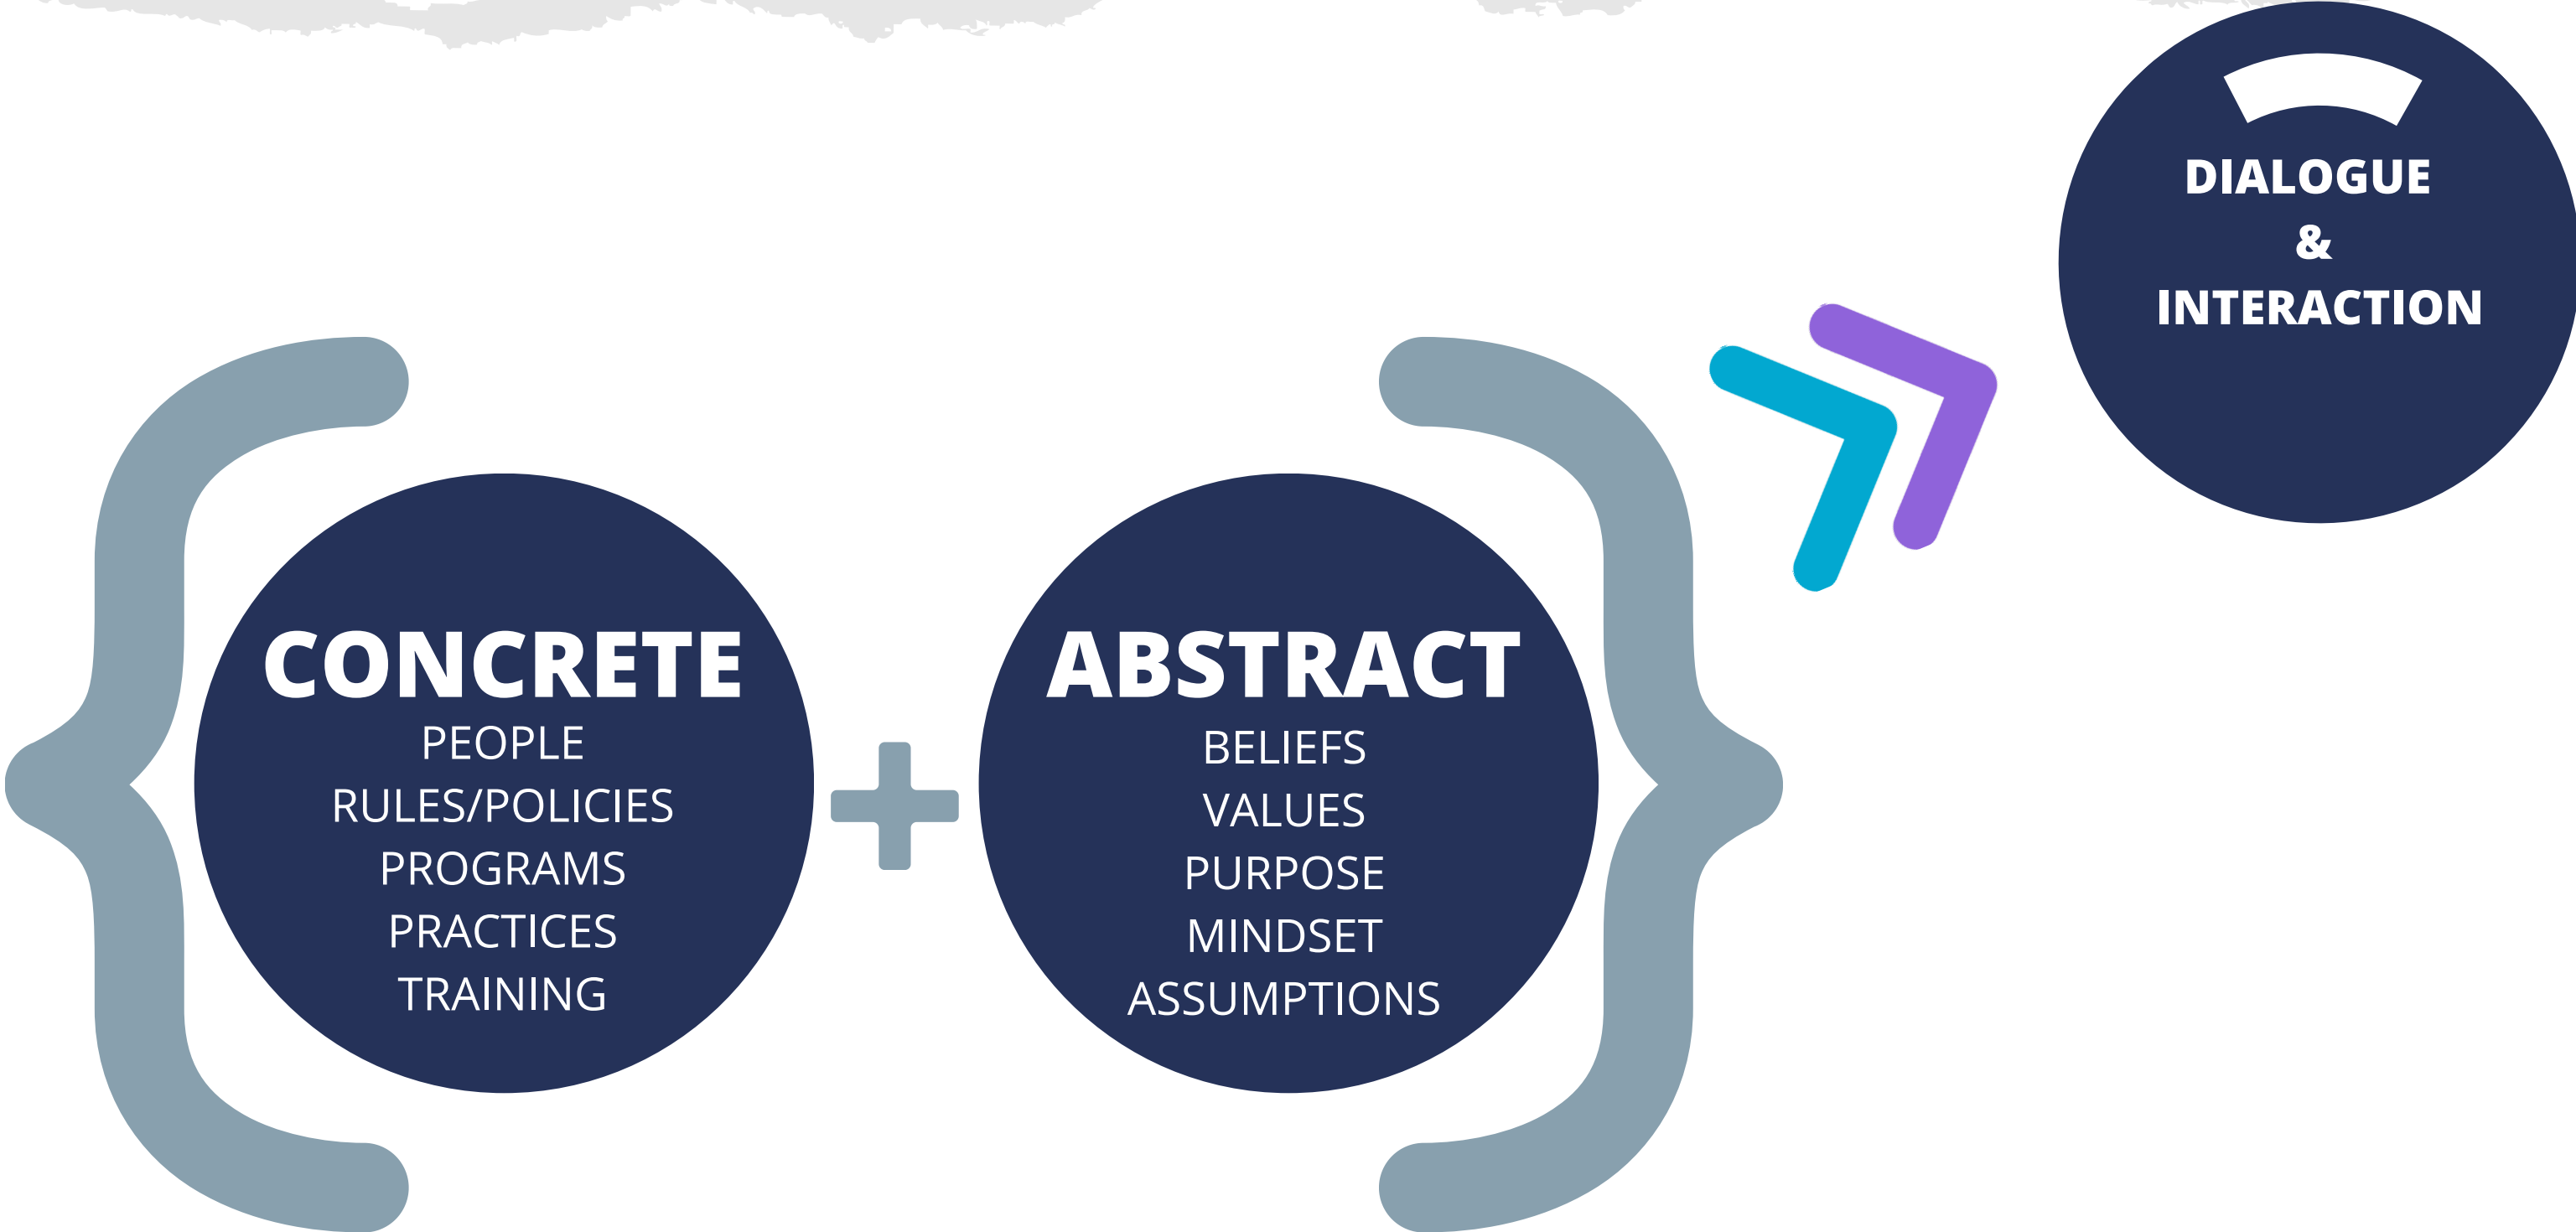 DIALOGUE
&
INTERACTION
CONCRETE
PEOPLE
RULES/POLICIES
PROGRAMS
PRACTICES
TRAINING
ABSTRACT
BELIEFS
VALUES
PURPOSE
MINDSET
ASSUMPTIONS